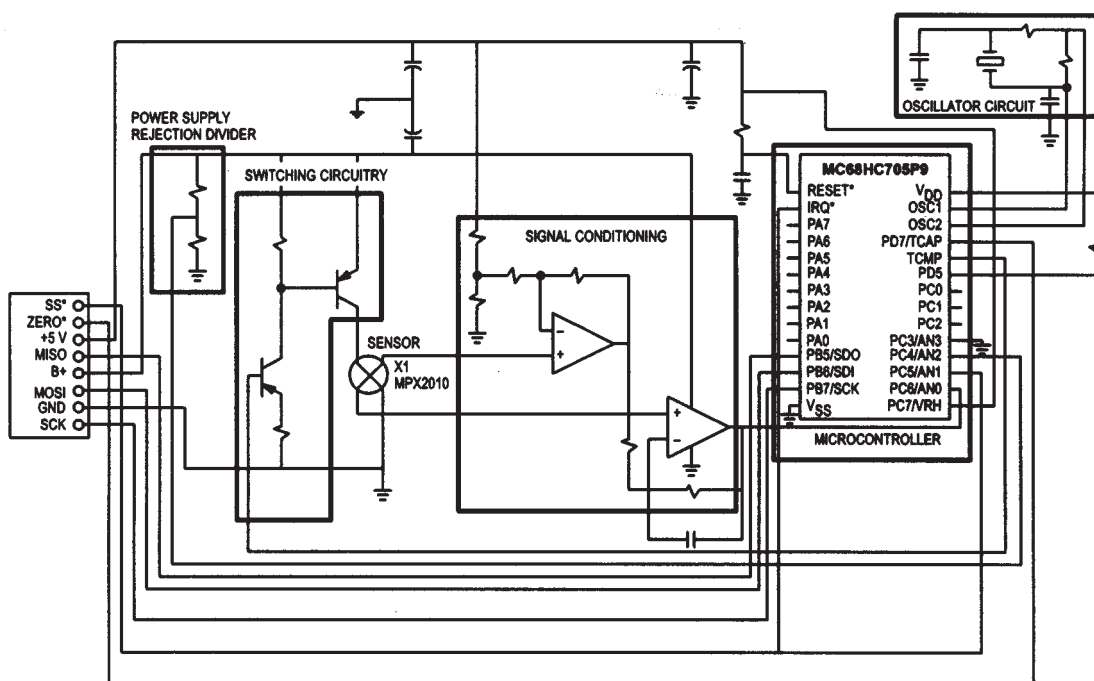 OSCILLATOR CIRCUIT
POWER SUPPLY
REJECTION DIVIDER
SWITCHING CIRCUITRY
SIGNAL CONDITIONING
MC68HC705P9
RESET*
IRQ*
PA7
PA6
PA5
PA4
PA3
PA2
PA1
PA0
PB5/SDO
PB6/SDI
PB7/SCK
VSS
VDD
OSC1
OSC2
PD7/TCAP
TCMP
PD5
PC0
PC1
PC2
PC3/AN3
PC4/AN2
PC5/AN1
PC6/AN0
PC7/VRH
MICROCONTROLLER
SS*
ZERO*
+5 V
MISO
B+
MOSI
GND
SCK
SENSOR
X1
MPX2010
−
+
+
−